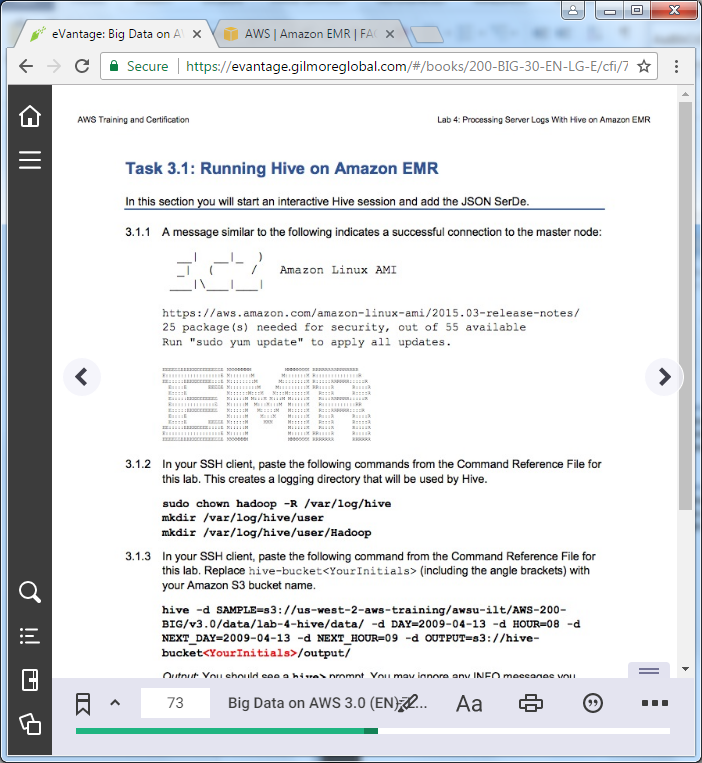 eVantage: Big Data on A
AWS | Amazon EMR | FA
Secure
https://evantage.gilmoreglobal.com/#/books/200-BIG-30-EN-LG-E/cfi/7
AWS Training and Certification
Lab 4: Processing Server Logs With Hive on Amazon EMR
Task 3.1: Running Hive on Amazon EMR
In this section you will start an interactive Hive session and add the JSON SerDe.
3.1.1 A message similar to the following indicates a successful connection to the master node:
Amazon Linux AMI
https://aws.amazon.com/amazon-linux-ami/2015.03-release-notes/
25 package(s) needed for security, out of 55 available
Run "sudo yum update" to apply all updates.
EMR
3.1.2 In your SSH client, paste the following commands from the Command Reference File for
this lab. This creates a logging directory that will be used by Hive.
sudo chown hadoop -R /var/log/hive
mkdir /var/log/hive/user
mkdir /var/log/hive/user/Hadoop
3.1.3 In your SSH client, paste the following command from the Command Reference File for
this lab. Replace hive-bucket<YourInitials> (including the angle brackets) with
your Amazon S3 bucket name.
hive -d SAMPLE=s3://us-west-2-aws-training/awsu-ilt/AWS-200-
BIG/v3.0/data/lab-4-hive/data/ -d DAY=2009-04-13 -d HOUR=08 -d
NEXT_DAY=2009-04-13 -d NEXT_HOUR=09 -d OUTPUT=s3://hive-
bucket<YourInitials>/output/
Output: You should see a hive> prompt. You may ignore any INFO messages you
73
Big Data on AWS 3.0 (EN)
Aa